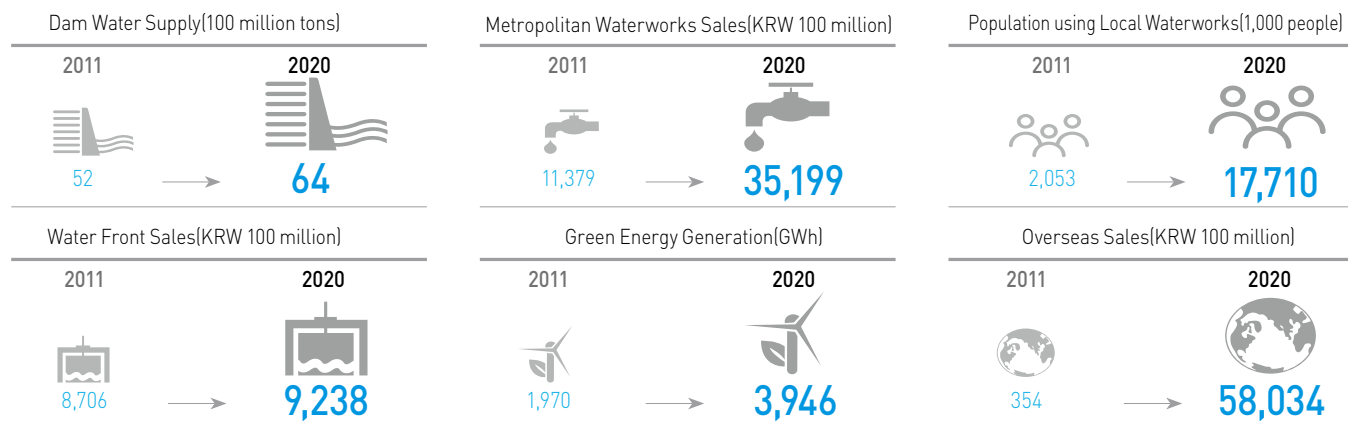 Dam Water Supply(100 million tons)
2011 2020
52 64
Metropolitan Waterworks Sales(KRW 100 million)
2011 2020
11,379 35,199
Population using Local Waterworks(1,000 people)
2011 2020
2,053 17,710
Water Front Sales(KRW 100 million)
2011 2020
8,706 9,238
Green Energy Generation(GWh)
2011 2020
1,970 3,946
Overseas Sales(KRW 100 million)
2011 2020
354 58,034